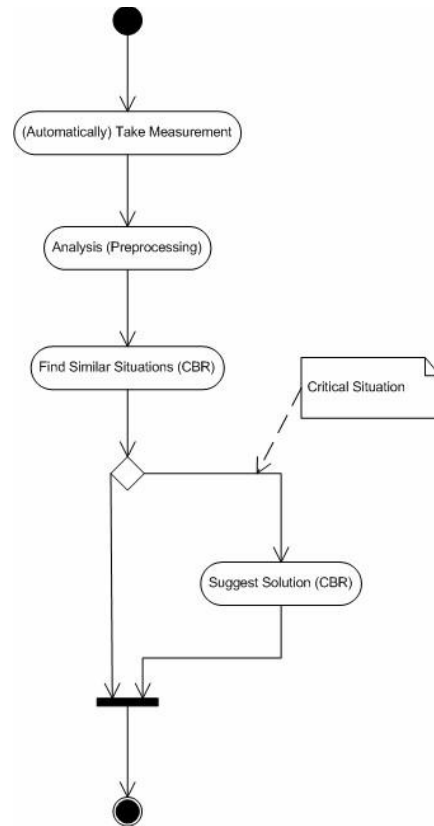 (Automatically) Take Measurement
Analysis (Preprocessing)
Find Similar Situations (CBR)
Critical Situation
Suggest Solution (CBR)